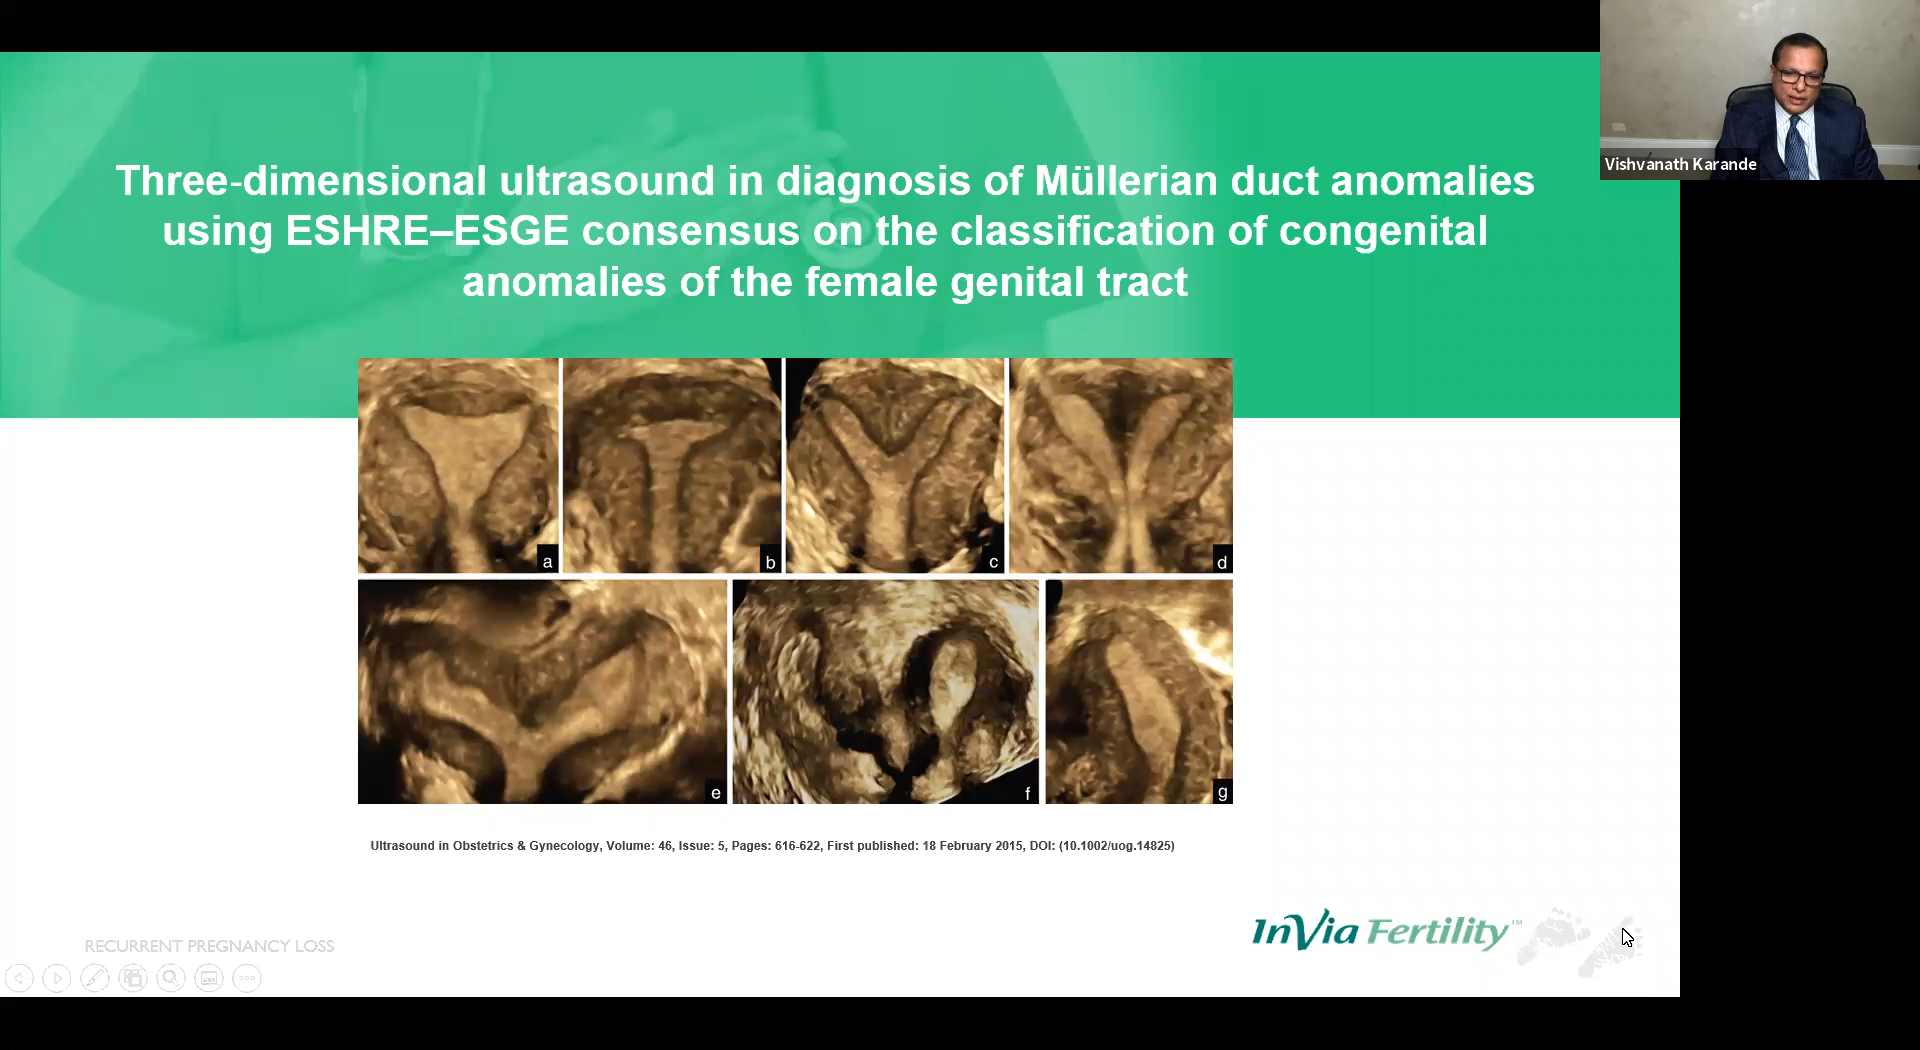 Vishvanath Karande
Three-dimensional ultrasound in diagnosis of Müllerian duct anomalies
using ESHRE–ESGE consensus on the classification of congenital
anomalies of the female genital tract
a
b
c
d
e
f
g
Ultrasound in Obstetrics & Gynecology, Volume: 46, Issue: 5, Pages: 616-622, First published: 18 February 2015, DOI: (10.1002/uog.14825)
InVia Fertility™
RECURRENT PREGNANCY LOSS